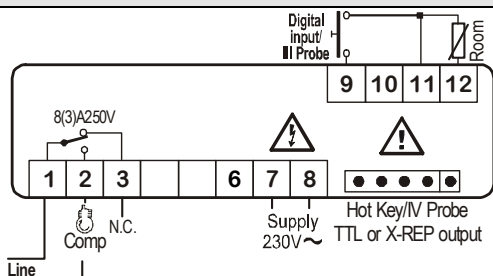 Digital
input/
III Probe
Room
9 10 11 12
8(3)A250V
1 2 3 6 7 8
Comp
N.C.
Supply
230V~
Hot Key/IV Probe
TTL or X-REP output
Line